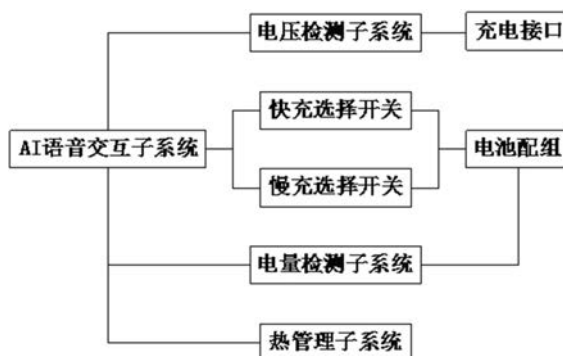 电压检测子系统
充电接口
快充选择开关
AI语音交互子系统
电池配组
慢充选择开关
电量检测子系统
热管理子系统